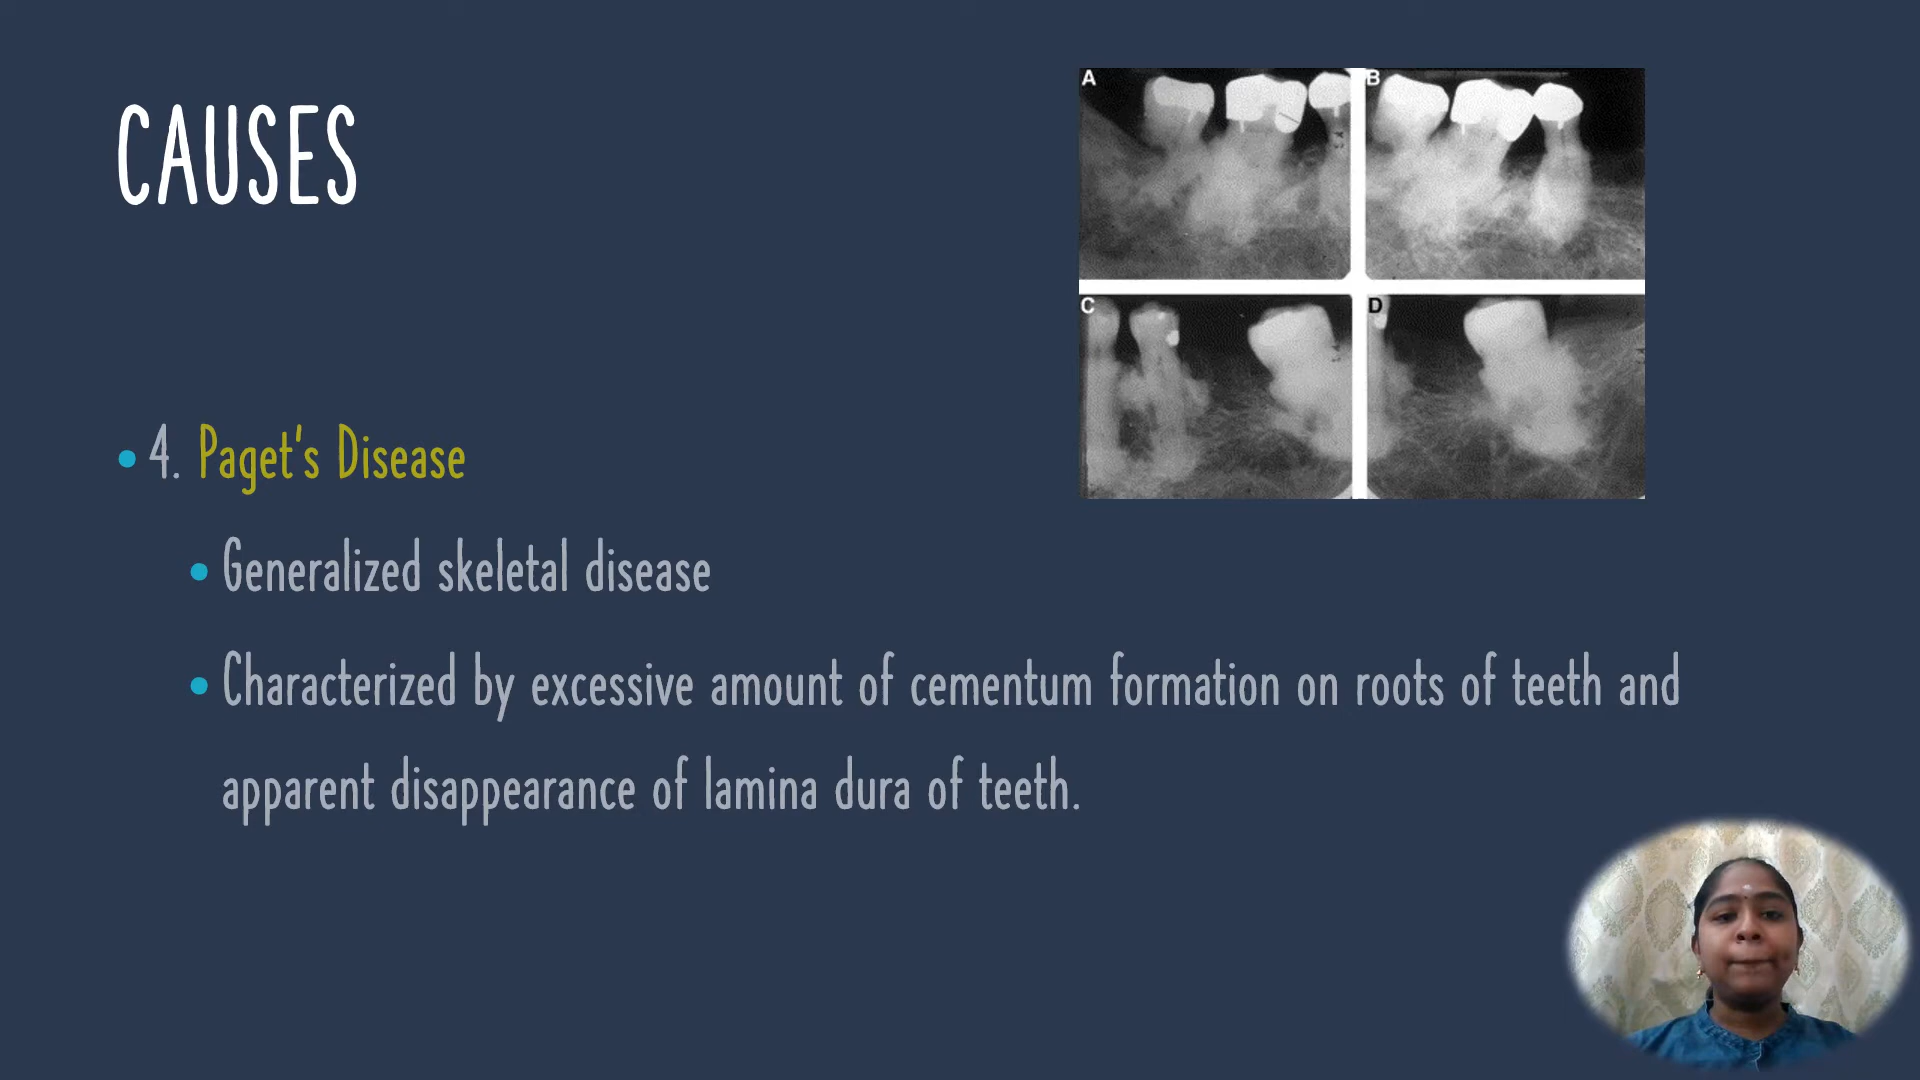 CAUSES
A
B
C
D
• 4. Paget's Disease
• Generalized skeletal disease
• Characterized by excessive amount of cementum formation on roots of teeth and
apparent disappearance of lamina dura of teeth.